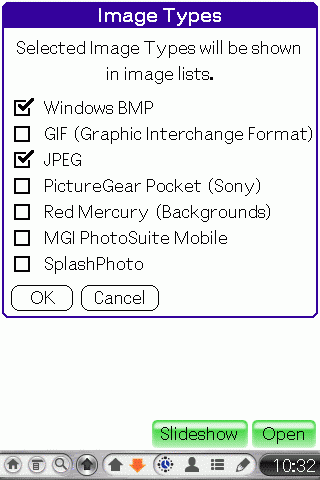 Image Types
Selected Image Types will be shown
in image lists.
Windows BMP
GIF (Graphic Interchange Format)
JPEG
PictureGear Pocket (Sony)
Red Mercury (Backgrounds)
MGI PhotoSuite Mobile
SplashPhoto
OK Cancel
Slideshow Open
10:32